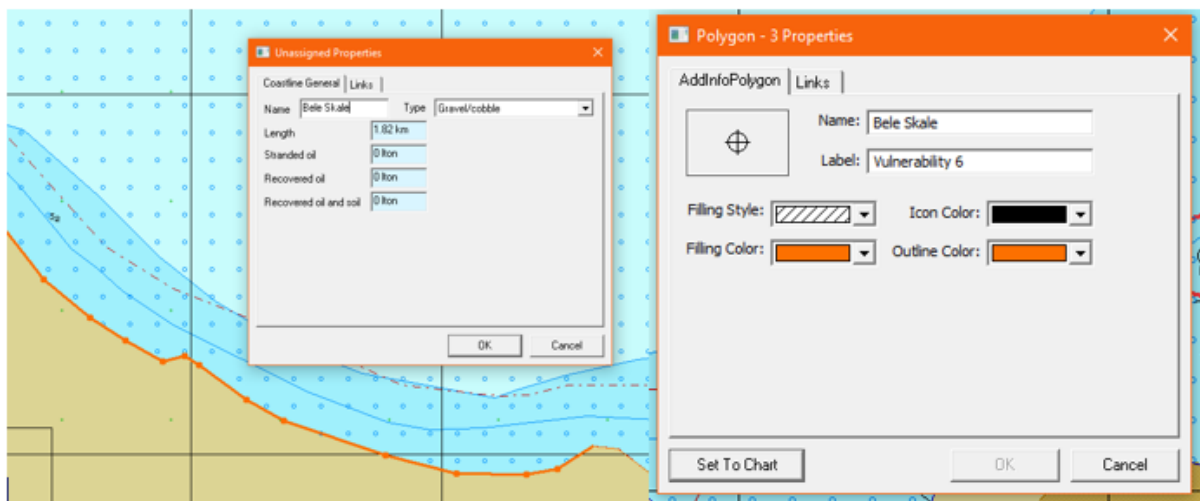 Unassigned Properties
Coastline General Links
Name Bele Skale Type Gravel/cobble
Length 1.82 km
Stranded oil 0 lton
Recovered oil 0 lton
Recovered oil and soil 0 lton
OK Cancel
Polygon - 3 Properties
AddInfoPolygon Links
Name: Bele Skale
Label: Vulnerability 6
Filling Style: Icon Color:
Filling Color: Outline Color:
Set To Chart OK Cancel